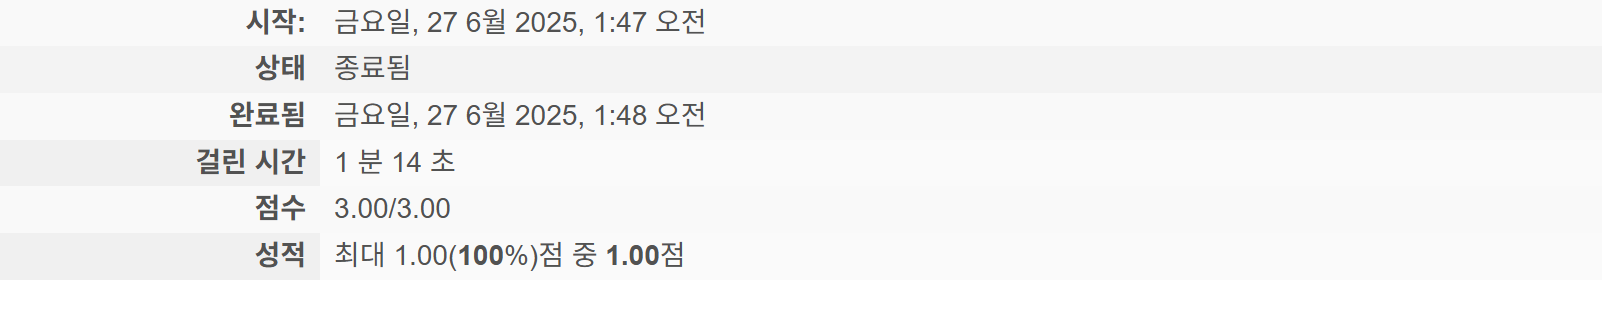 시작: 금요일, 27 6월 2025, 1:47 오전
상태 종료됨
완료됨 금요일, 27 6월 2025, 1:48 오전
걸린 시간 1 분 14 초
점수 3.00/3.00
성적 최대 1.00(100%)점 중 1.00점